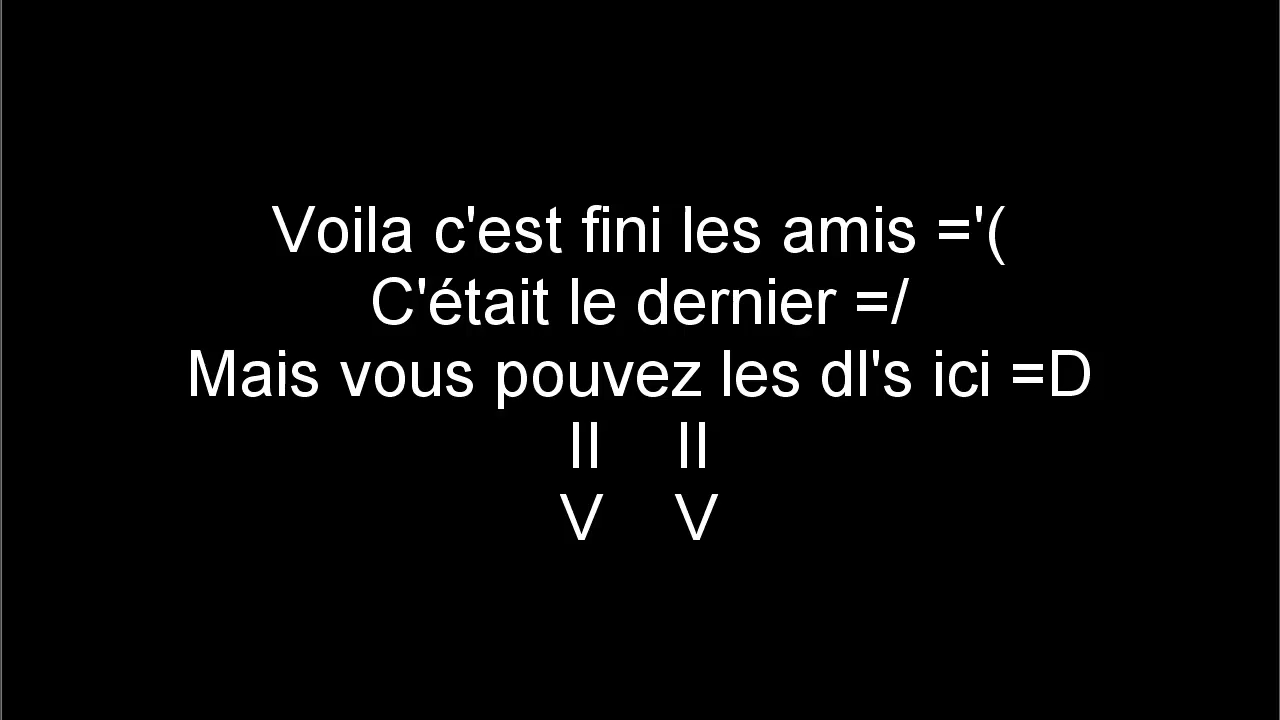 Voila c'est fini les amis ='(
C'était le dernier =/
Mais vous pouvez les dl's ici =D
II II
V V